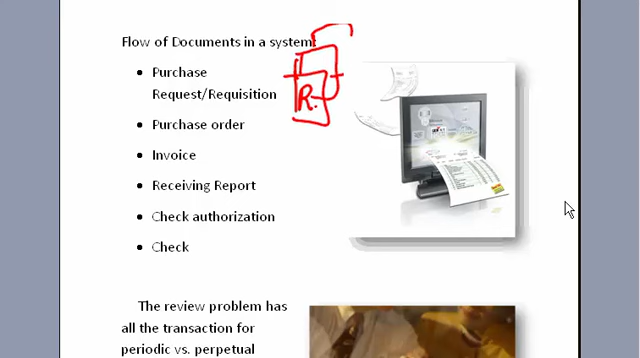 Flow of Documents in a system:
• Purchase
Request/Requisition
R.
• Purchase order
• Invoice
• Receiving Report
• Check authorization
• Check
The review problem has
all the transaction for
periodic vs. perpetual